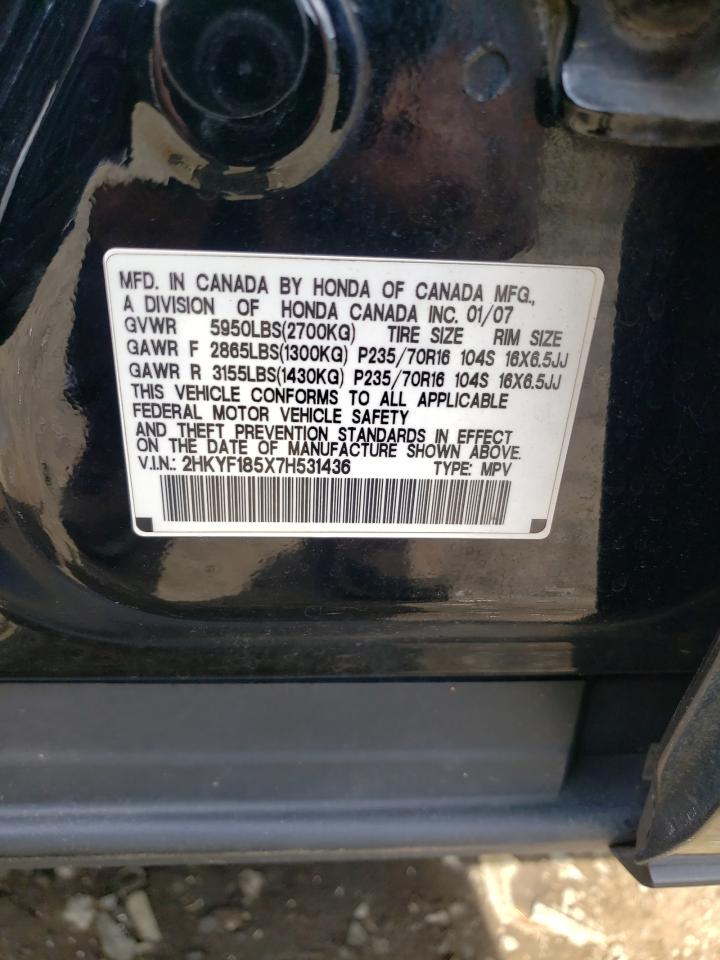 MFD. IN CANADA BY HONDA OF CANADA MFG.,
A DIVISION OF HONDA CANADA INC. 01/07
GVWR 5950LBS(2700KG) TIRE SIZE RIM SIZE
GAWR F 2865LBS(1300KG) P235/70R16 104S 16X6.5JJ
GAWR R 3155LBS(1430KG) P235/70R16 104S 16X6.5JJ
THIS VEHICLE CONFORMS TO ALL APPLICABLE
FEDERAL MOTOR VEHICLE SAFETY
AND THEFT PREVENTION STANDARDS IN EFFECT
ON THE DATE OF MANUFACTURE SHOWN ABOVE.
V.I.N.: 2HKYF185X7H531436 TYPE: MPV